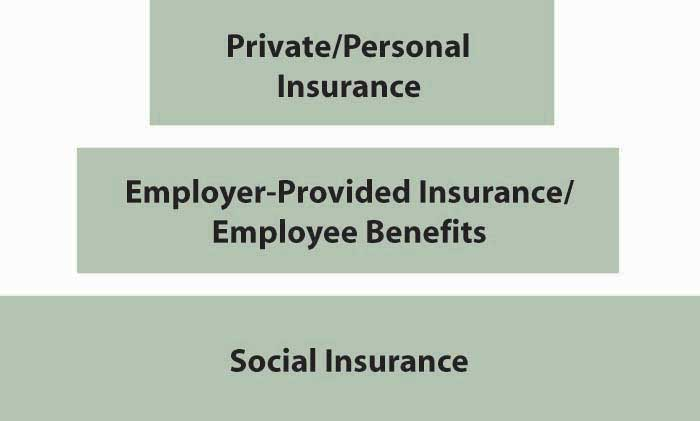 Private/Personal
Insurance
Employer-Provided Insurance/
Employee Benefits
Social Insurance